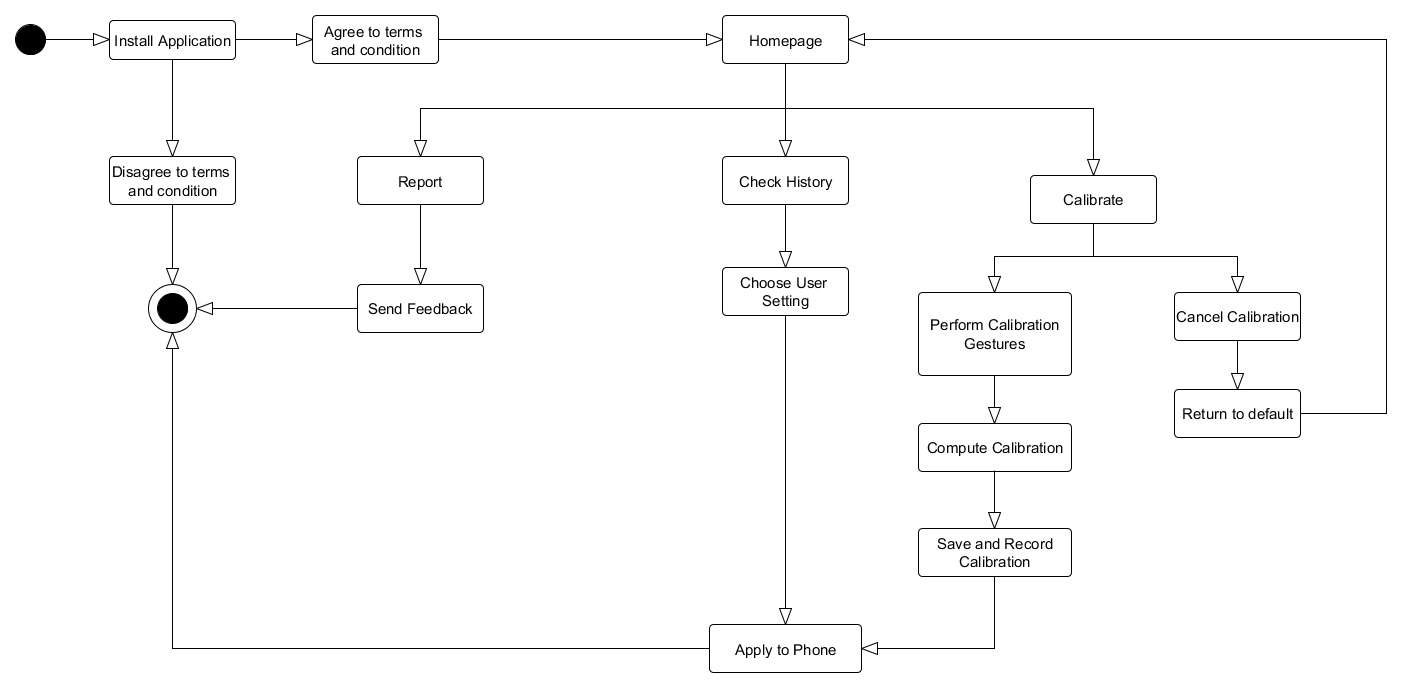 Install Application
Agree to terms
and condition
Homepage
Disagree to terms
and condition
Report
Check History
Calibrate
Send Feedback
Choose User
Setting
Perform Calibration
Gestures
Cancel Calibration
Return to default
Compute Calibration
Save and Record
Calibration
Apply to Phone